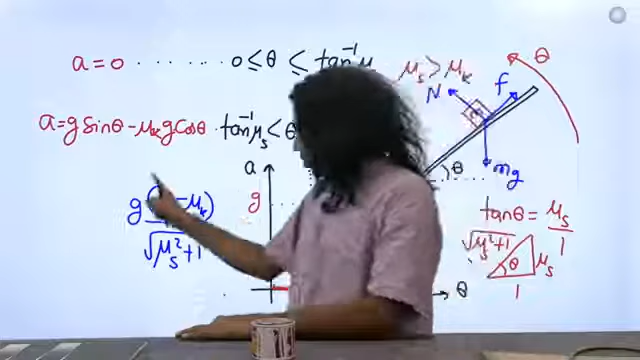 a = 0 ........ 0 ≤ θ ≤ tan⁻¹μ
a = g sinθ − μₖ g cosθ · tan⁻¹μₛ < θ
g( − μₖ)
√(μₛ² + 1)
a
g
θ
μₛ > μₖ
N
f
θ
m
θ
mg
tanθ = μₛ/1
√(μₛ² + 1)
θ
μₛ
1